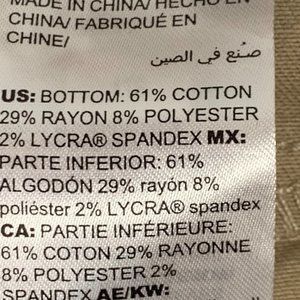 MADE IN CHINA/ HECHO EN
CHINA/ FABRIQUÉ EN
CHINE/
صنع في الصين
US: BOTTOM: 61% COTTON
29% RAYON 8% POLYESTER
2% LYCRA® SPANDEX MX:
PARTE INFERIOR: 61%
ALGODÓN 29% rayón 8%
poliéster 2% LYCRA® spandex
CA: PARTIE INFÉRIEURE:
61% COTON 29% RAYONNE
8% POLYESTER 2%
SPANDEX AE/KW: